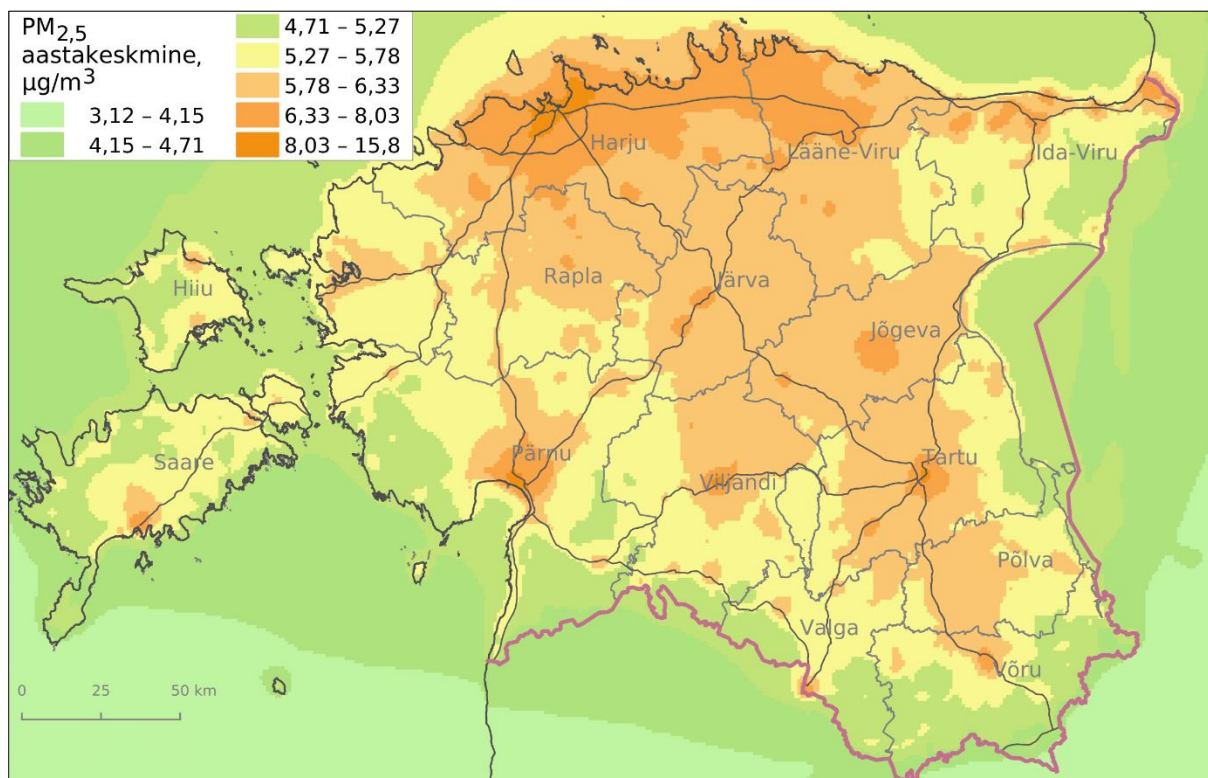 PM2,5
aastakeskmine,
µg/m3
3,12 – 4,15
4,15 – 4,71
4,71 – 5,27
5,27 – 5,78
5,78 – 6,33
6,33 – 8,03
8,03 – 15,8
Harju
Lääne-Viru
Ida-Viru
Hiiu
Rapla
Järva
Jõgeva
Saare
Pärnu
Viljandi
Tartu
Põlva
Valga
Võru
0 25 50 km